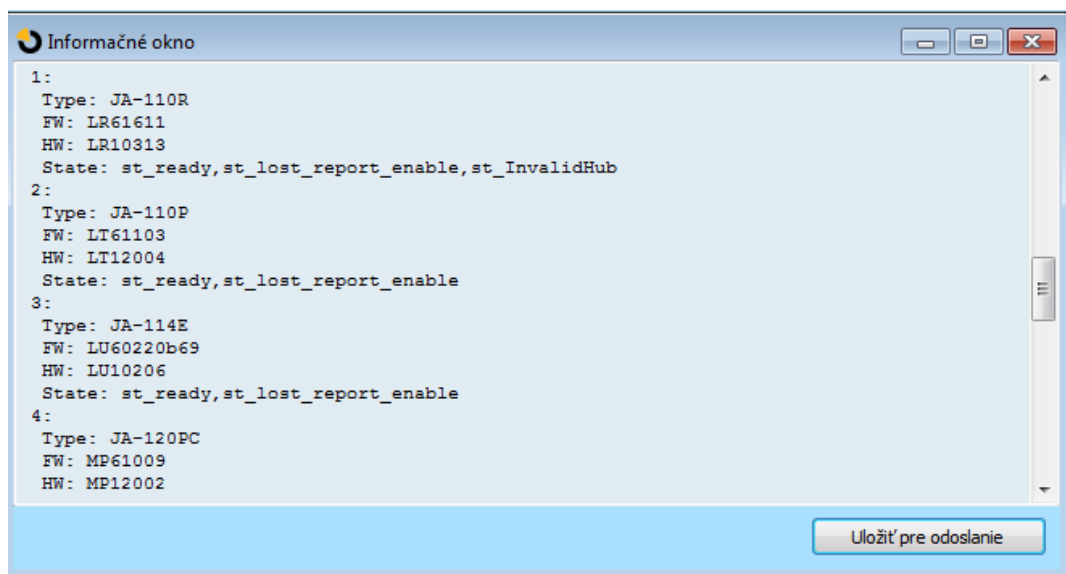 Informačné okno
1:
Type: JA-110R
FW: LR61611
HW: LR10313
State: st_ready,st_lost_report_enable,st_InvalidHub
2:
Type: JA-110P
FW: LT61103
HW: LT12004
State: st_ready,st_lost_report_enable
3:
Type: JA-114E
FW: LU60220b69
HW: LU10206
State: st_ready,st_lost_report_enable
4:
Type: JA-120PC
FW: MP61009
HW: MP12002
Uložiť pre odoslanie